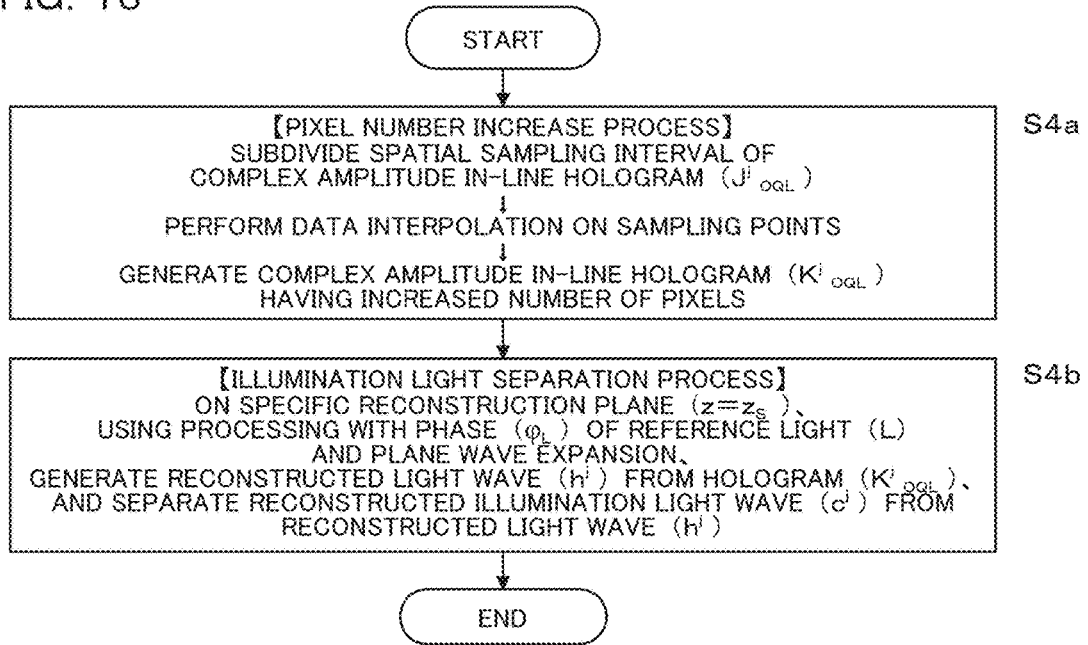 START
【PIXEL NUMBER INCREASE PROCESS】
S4a
SUBDIVIDE SPATIAL SAMPLING INTERVAL OF
COMPLEX AMPLITUDE IN-LINE HOLOGRAM (J^j_OQL)
↓
PERFORM DATA INTERPOLATION ON SAMPLING POINTS
↓
GENERATE COMPLEX AMPLITUDE IN-LINE HOLOGRAM (K^j_OQL)
HAVING INCREASED NUMBER OF PIXELS
【ILLUMINATION LIGHT SEPARATION PROCESS】
S4b
ON SPECIFIC RECONSTRUCTION PLANE (z=z_S)、
USING PROCESSING WITH PHASE (φ_L) OF REFERENCE LIGHT (L)
AND PLANE WAVE EXPANSION、
GENERATE RECONSTRUCTED LIGHT WAVE (h^j) FROM HOLOGRAM (K^j_OQL)、
AND SEPARATE RECONSTRUCTED ILLUMINATION LIGHT WAVE (c^j) FROM
RECONSTRUCTED LIGHT WAVE (h^j)
END